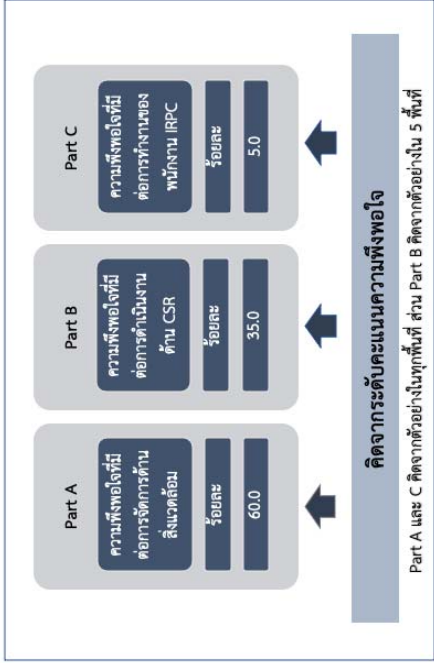 Part A
ความพึงพอใจที่มี
ต่อการจัดการด้าน
สิ่งแวดล้อม
ร้อยละ
60.0
Part B
ความพึงพอใจที่มี
ต่อการดำเนินงาน
ด้าน CSR
ร้อยละ
35.0
Part C
ความพึงพอใจที่มี
ต่อการทำงานของ
พนักงาน IRPC
ร้อยละ
5.0
คิดจากระดับคะแนนความพึงพอใจ
Part A และ C คิดจากตัวอย่างในทุกพื้นที่ ส่วน Part B คิดจากตัวอย่างใน 5 พื้นที่